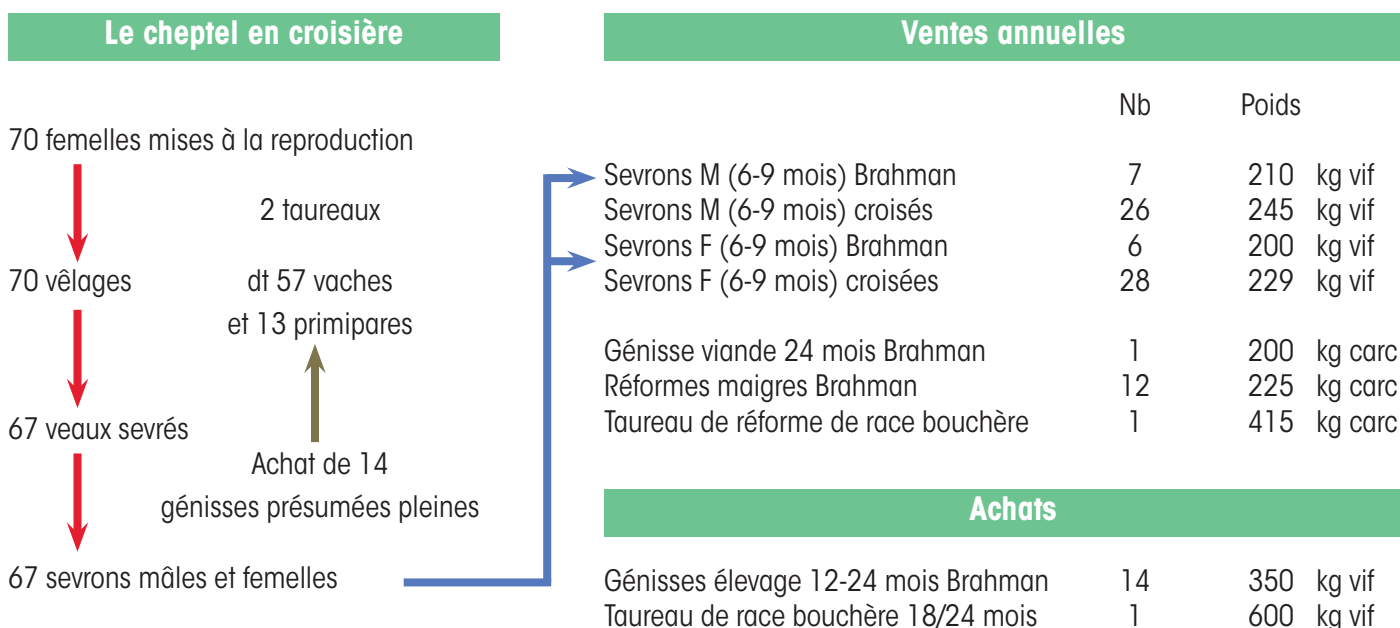 Le cheptel en croisière
70 femelles mises à la reproduction
2 taureaux
70 vêlages
dt 57 vaches
et 13 primipares
67 veaux sevrés
Achat de 14
génisses présumées pleines
67 sevrons mâles et femelles
Ventes annuelles
Nb Poids
Sevrons M (6-9 mois) Brahman 7 210 kg vif
Sevrons M (6-9 mois) croisés 26 245 kg vif
Sevrons F (6-9 mois) Brahman 6 200 kg vif
Sevrons F (6-9 mois) croisées 28 229 kg vif
Génisse viande 24 mois Brahman 1 200 kg carc
Réformes maigres Brahman 12 225 kg carc
Taureau de réforme de race bouchère 1 415 kg carc
Achats
Génisses élevage 12-24 mois Brahman 14 350 kg vif
Taureau de race bouchère 18/24 mois 1 600 kg vif